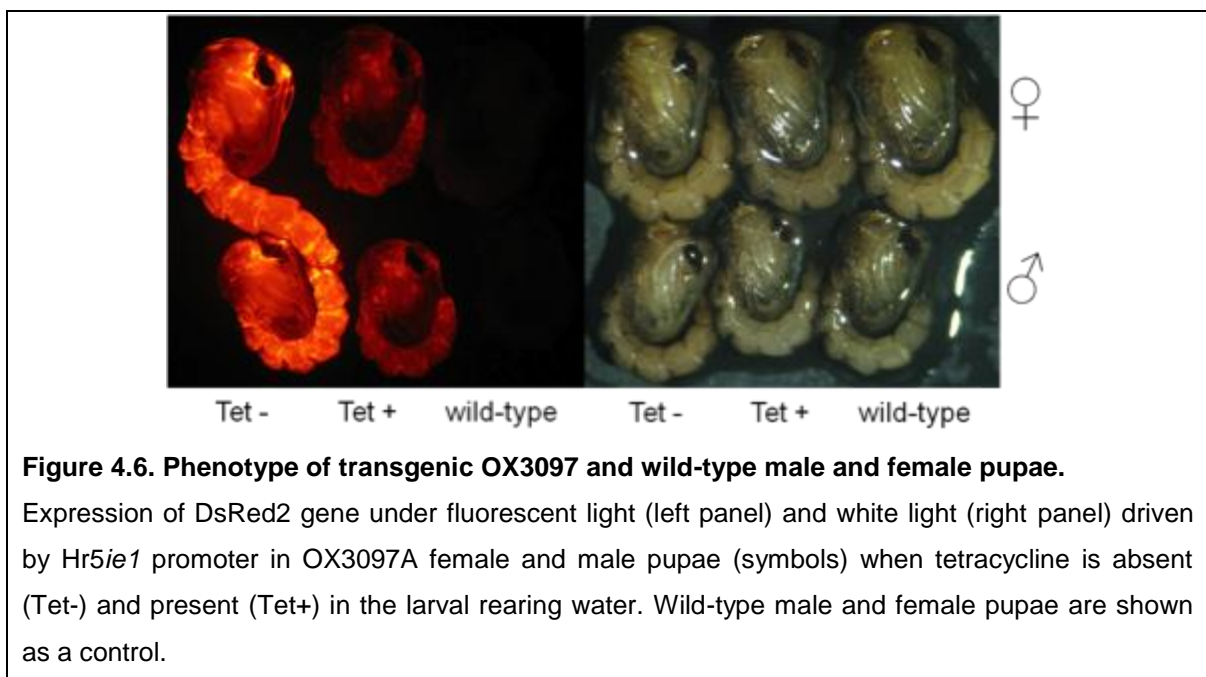 ♀
♂
Tet - Tet + wild-type Tet - Tet + wild-type
Figure 4.6. Phenotype of transgenic OX3097 and wild-type male and female pupae.
Expression of DsRed2 gene under fluorescent light (left panel) and white light (right panel) driven
by Hr5ie1 promoter in OX3097A female and male pupae (symbols) when tetracycline is absent
(Tet-) and present (Tet+) in the larval rearing water. Wild-type male and female pupae are shown
as a control.